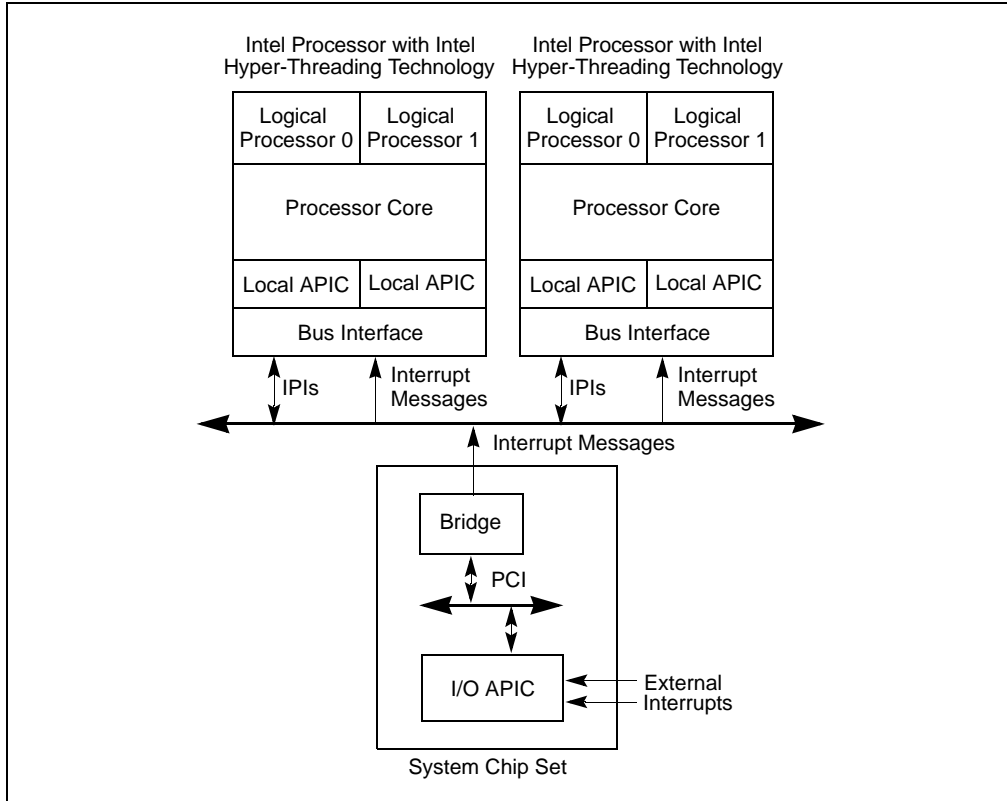 Intel Processor with Intel
Hyper-Threading Technology
Intel Processor with Intel
Hyper-Threading Technology
Logical
Processor 0
Logical
Processor 1
Logical
Processor 0
Logical
Processor 1
Processor Core
Processor Core
Local APIC
Local APIC
Local APIC
Local APIC
Bus Interface
Bus Interface
IPIs
Interrupt
Messages
IPIs
Interrupt
Messages
Interrupt Messages
Bridge
PCI
I/O APIC
External
Interrupts
System Chip Set